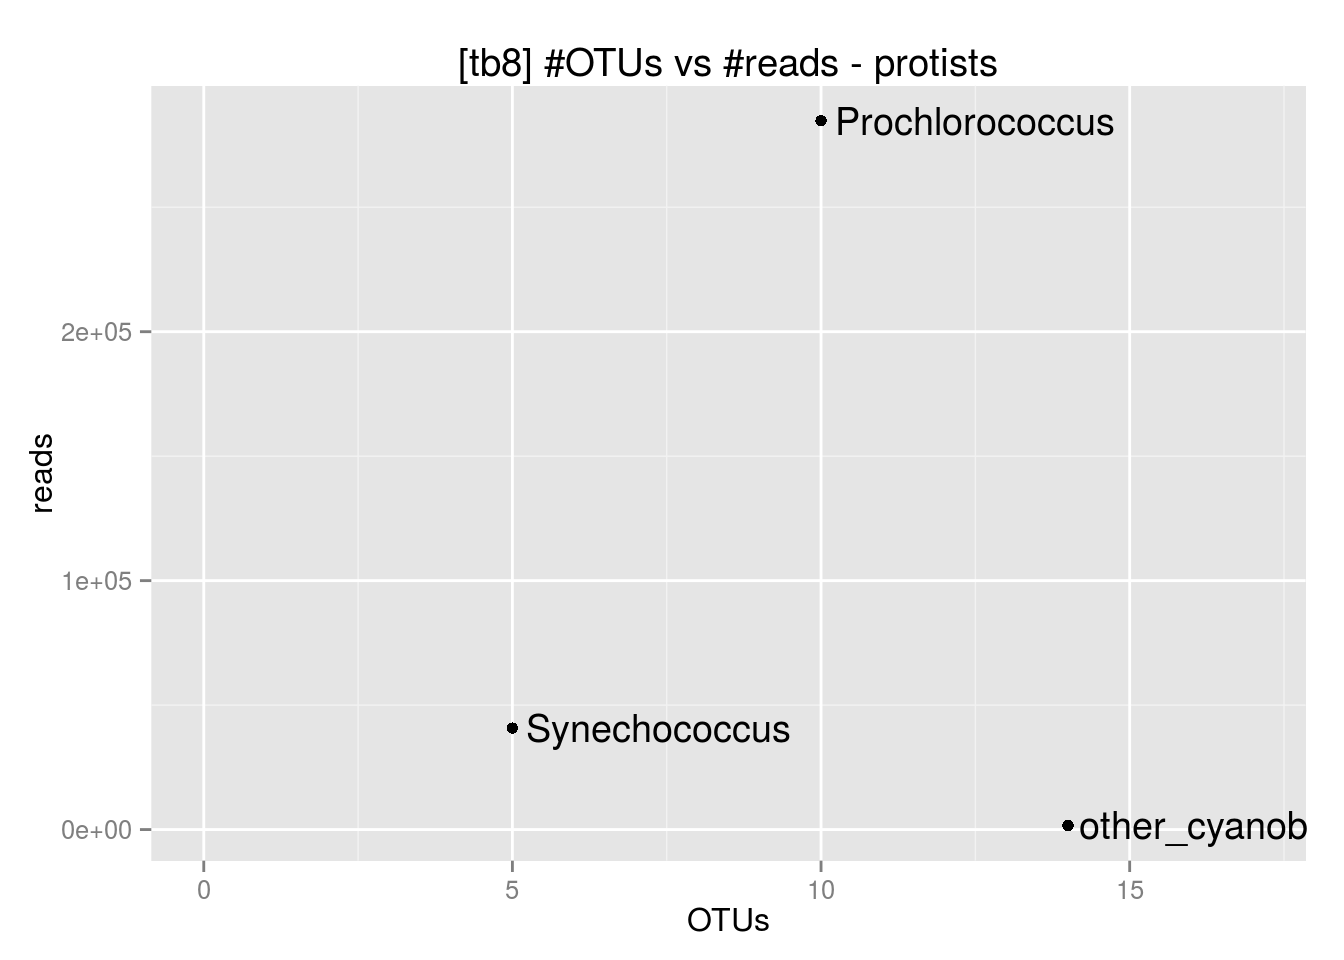 [tb8] #OTUs vs #reads - protists
Prochlorococcus
2e+05
reads
1e+05
Synechococcus
other_cyanob
0e+00
0 5 10 15
OTUs